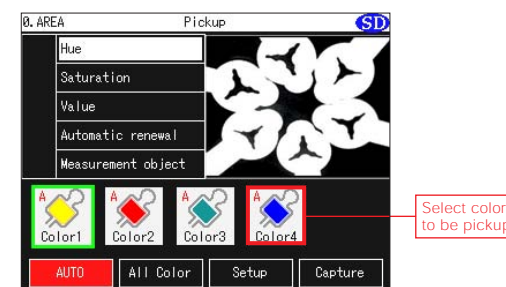 0. AREA Pickup SD
Hue
Saturation
Value
Automatic renewal
Measurement object
A A A A
Color1 Color2 Color3 Color4
Select color
to be pickup
AUTO All Color Setup Capture